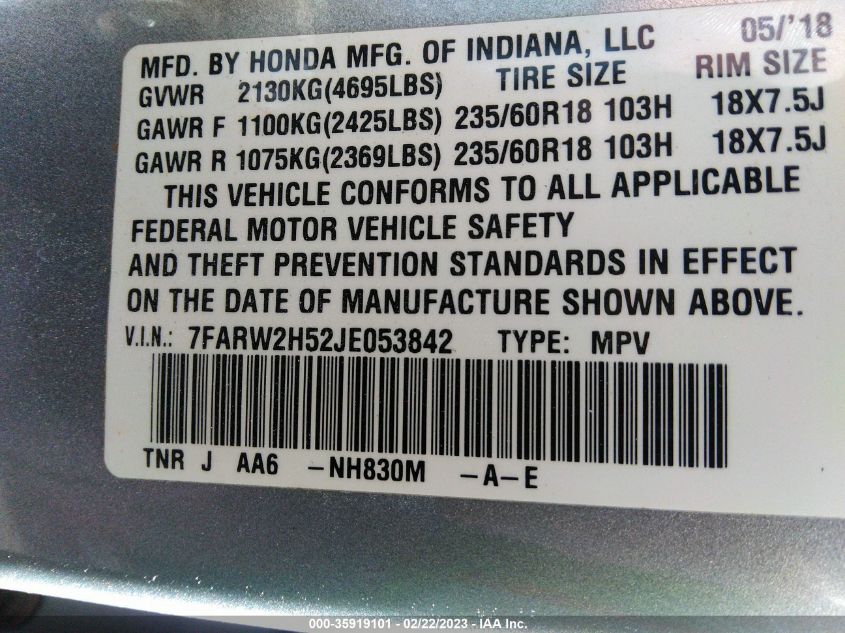 MFD. BY HONDA MFG. OF INDIANA, LLC 05/'18
GVWR 2130KG(4695LBS) TIRE SIZE RIM SIZE
GAWR F 1100KG(2425LBS) 235/60R18 103H 18X7.5J
GAWR R 1075KG(2369LBS) 235/60R18 103H 18X7.5J
THIS VEHICLE CONFORMS TO ALL APPLICABLE
FEDERAL MOTOR VEHICLE SAFETY
AND THEFT PREVENTION STANDARDS IN EFFECT
ON THE DATE OF MANUFACTURE SHOWN ABOVE.
V.I.N.: 7FARW2H52JE053842 TYPE: MPV
TNR J AA6 -NH830M -A-E
000-35919101 - 02/22/2023 - IAA Inc.